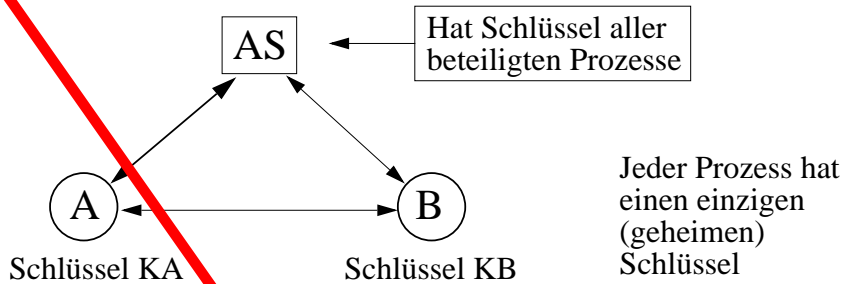 AS
Hat Schlüssel aller
beteiligten Prozesse
A
B
Jeder Prozess hat
einen einzigen
(geheimen)
Schlüssel
Schlüssel KA
Schlüssel KB